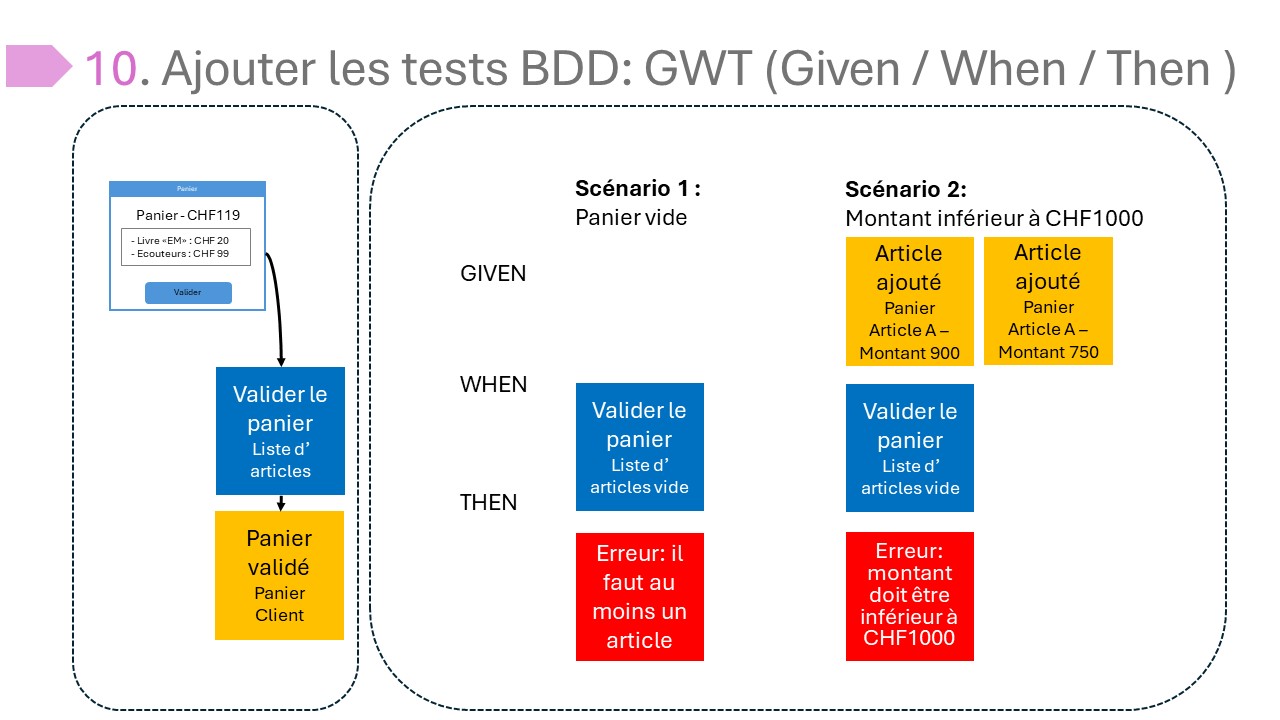 10. Ajouter les tests BDD: GWT (Given / When / Then )
Panier
Panier - CHF119
- Livre «EM» : CHF 20
- Ecouteurs : CHF 99
Valider
Valider le
panier
Liste d’
articles
Panier
validé
Panier
Client
Scénario 1 :
Panier vide
Scénario 2:
Montant inférieur à CHF1000
GIVEN
Article
ajouté
Panier
Article A –
Montant 900
Article
ajouté
Panier
Article A –
Montant 750
WHEN
Valider le
panier
Liste d’
articles vide
Valider le
panier
Liste d’
articles vide
THEN
Erreur: il
faut au
moins un
article
Erreur:
montant
doit être
inférieur à
CHF1000